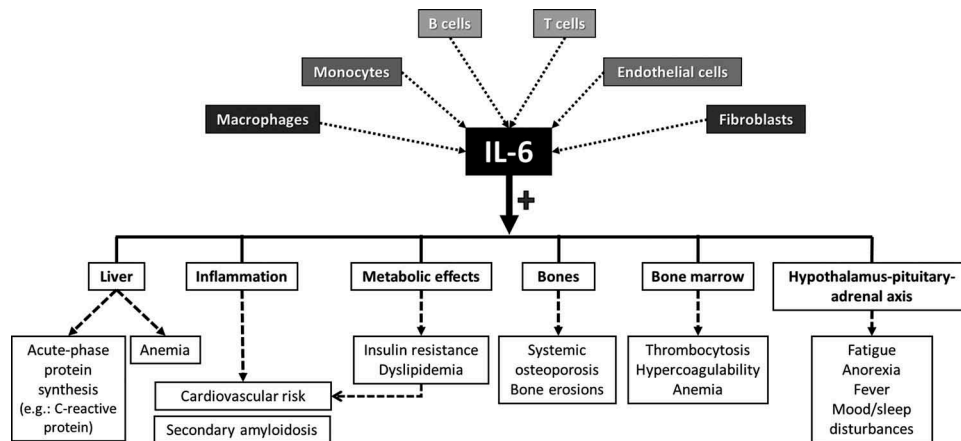 B cells
T cells
Monocytes
Endothelial cells
Macrophages
Fibroblasts
IL-6
+
Liver
Inflammation
Metabolic effects
Bones
Bone marrow
Hypothalamus-pituitary-
adrenal axis
Acute-phase
protein
synthesis
(e.g.: C-reactive
protein)
Anemia
Cardiovascular risk
Secondary amyloidosis
Insulin resistance
Dyslipidemia
Systemic
osteoporosis
Bone erosions
Thrombocytosis
Hypercoagulability
Anemia
Fatigue
Anorexia
Fever
Mood/sleep
disturbances